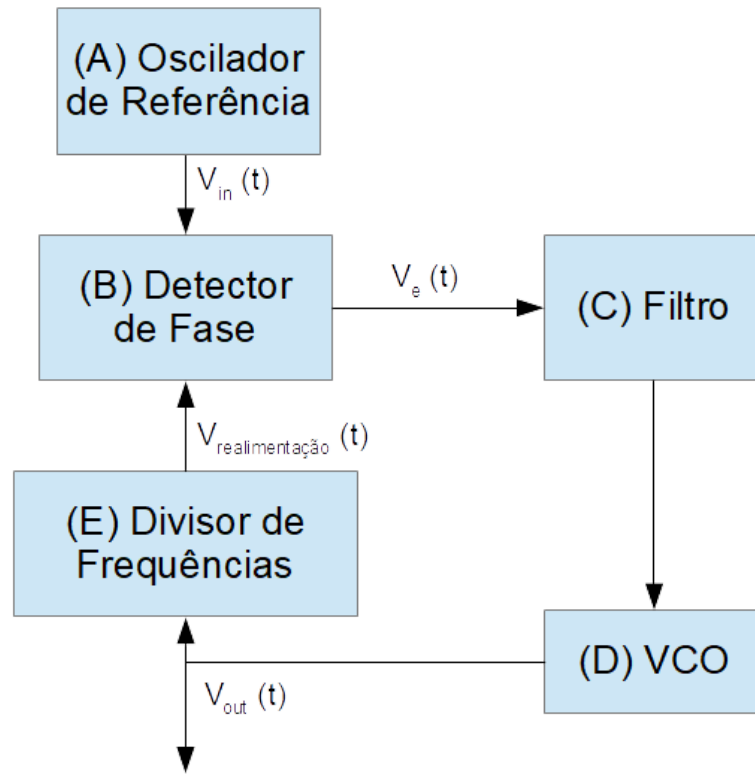 (A) Oscilador
de Referência
V_in (t)
(B) Detector
de Fase
V_e (t)
(C) Filtro
V_realimentação (t)
(E) Divisor de
Frequências
(D) VCO
V_out (t)